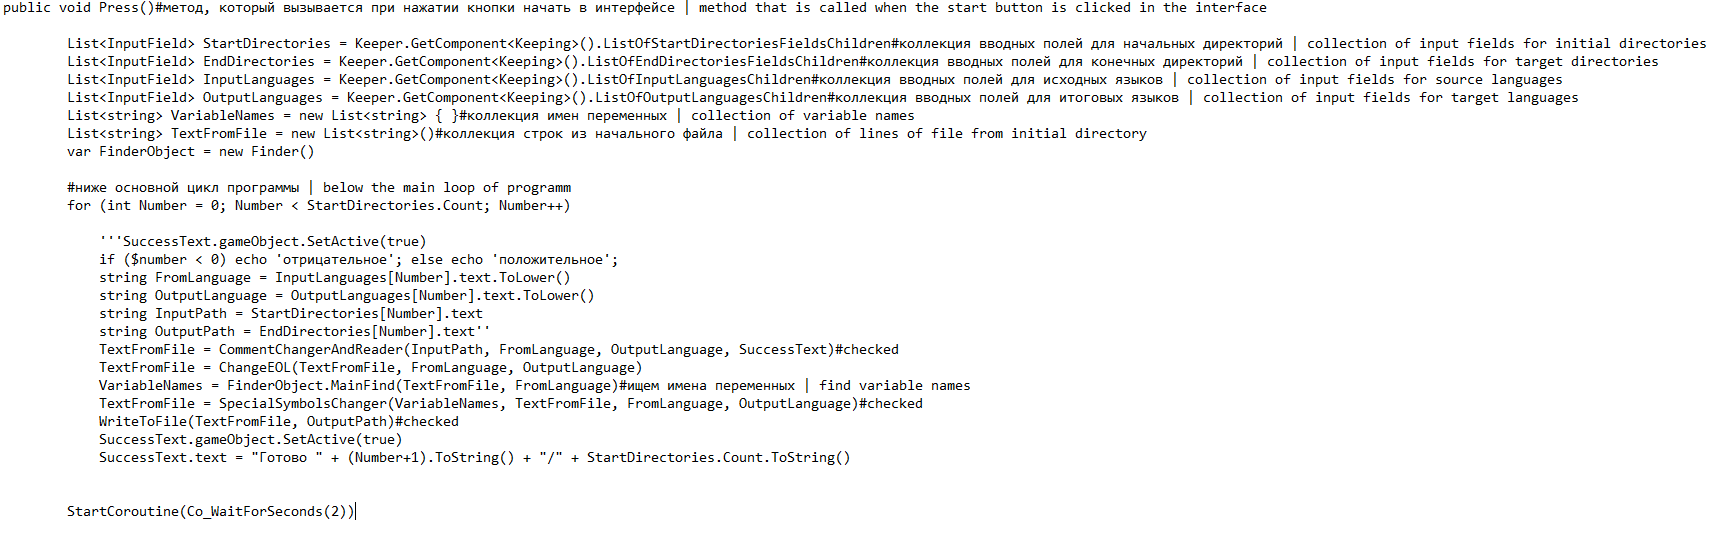 public void Press()#метод, который вызывается при нажатии кнопки начать в интерфейсе | method that is called when the start button is clicked in the interface
List<InputField> StartDirectories = Keeper.GetComponent<Keeping>().ListOfStartDirectoriesFieldsChildren#коллекция вводных полей для начальных директорий | collection of input fields for initial directories
List<InputField> EndDirectories = Keeper.GetComponent<Keeping>().ListOfEndDirectoriesFieldsChildren#коллекция вводных полей для конечных директорий | collection of input fields for target directories
List<InputField> InputLanguages = Keeper.GetComponent<Keeping>().ListOfInputLanguagesChildren#коллекция вводных полей для исходных языков | collection of input fields for source languages
List<InputField> OutputLanguages = Keeper.GetComponent<Keeping>().ListOfOutputLanguagesChildren#коллекция вводных полей для итоговых языков | collection of input fields for target languages
List<string> VariableNames = new List<string> { }#коллекция имен переменных | collection of variable names
List<string> TextFromFile = new List<string>()#коллекция строк из начального файла | collection of lines of file from initial directory
var FinderObject = new Finder()
#ниже основной цикл программы | below the main loop of programm
for (int Number = 0; Number < StartDirectories.Count; Number++)
'''SuccessText.gameObject.SetActive(true)
if ($number < 0) echo 'отрицательное'; else echo 'положительное';
string FromLanguage = InputLanguages[Number].text.ToLower()
string OutputLanguage = OutputLanguages[Number].text.ToLower()
string InputPath = StartDirectories[Number].text
string OutputPath = EndDirectories[Number].text''
TextFromFile = CommentChangerAndReader(InputPath, FromLanguage, OutputLanguage, SuccessText)#checked
TextFromFile = ChangeEOL(TextFromFile, FromLanguage, OutputLanguage)
VariableNames = FinderObject.MainFind(TextFromFile, FromLanguage)#ищем имена переменных | find variable names
TextFromFile = SpecialSymbolsChanger(VariableNames, TextFromFile, FromLanguage, OutputLanguage)#checked
WriteToFile(TextFromFile, OutputPath)#checked
SuccessText.gameObject.SetActive(true)
SuccessText.text = "Готово " + (Number+1).ToString() + "/" + StartDirectories.Count.ToString()
StartCoroutine(Co_WaitForSeconds(2))